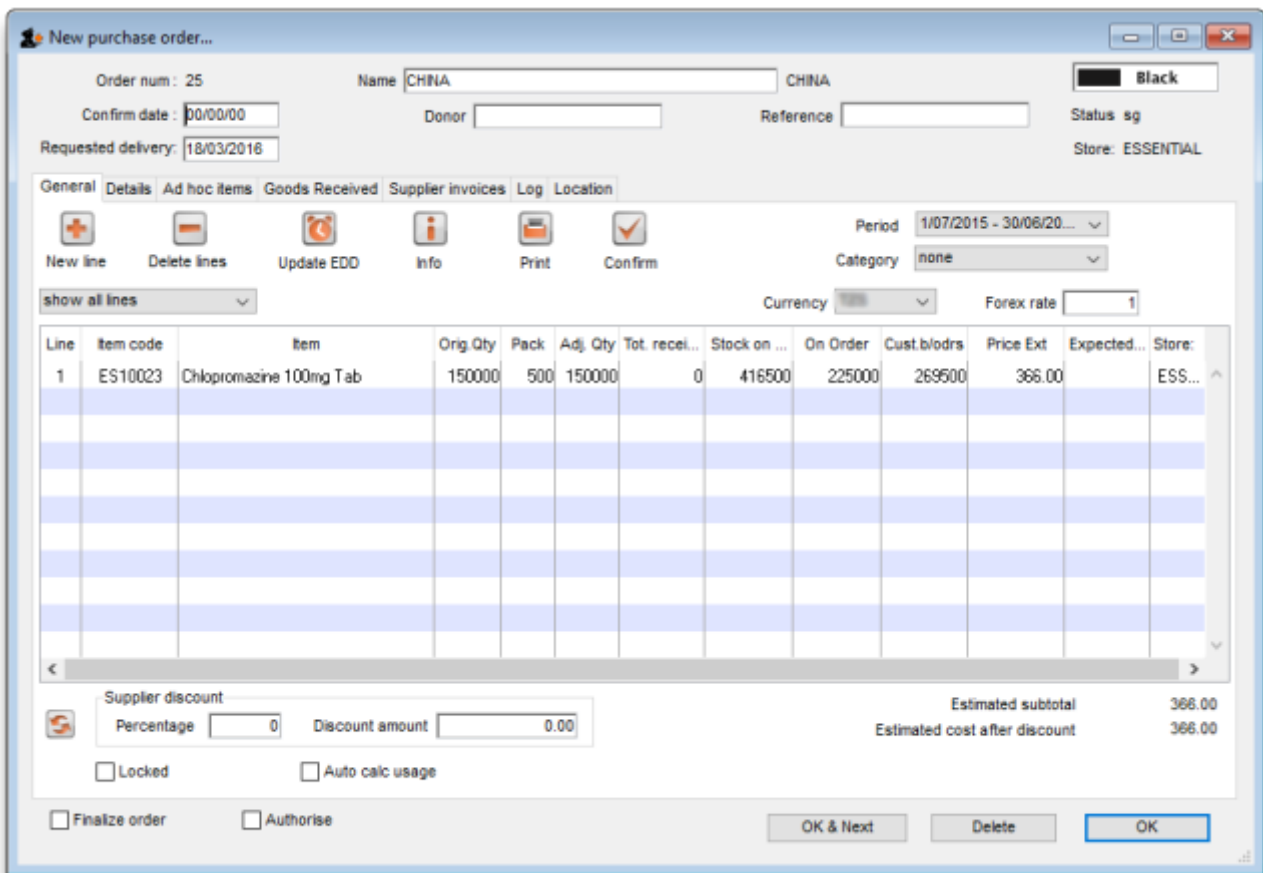 New purchase order...
Order num : 25 Name CHINA CHINA Black
Confirm date : 00/00/00 Donor Reference Status sg
Requested delivery: 18/03/2016 Store: ESSENTIAL
General Details Ad hoc items Goods Received Supplier invoices Log Location
New line Delete lines Update EDD Info Print Confirm
Period 1/07/2015 - 30/06/20...
Category none
show all lines Currency Forex rate 1
Line Item code Item Orig.Qty Pack Adj. Qty Tot. recei... Stock on ... On Order Cust.b/odrs Price Ext Expected... Store:
1 ES10023 Chlopromazine 100mg Tab 150000 500 150000 0 416500 225000 269500 366.00 ESS...
Supplier discount
Percentage 0 Discount amount 0.00
Estimated subtotal 366.00
Estimated cost after discount 366.00
Locked Auto calc usage
Finalize order Authorise OK & Next Delete OK